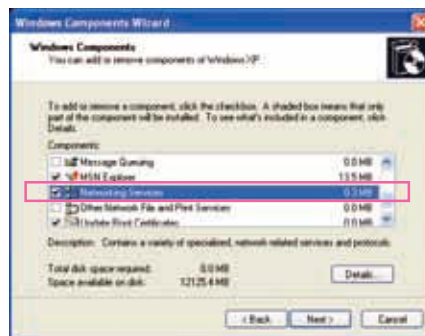 Windows Components Wizard
Windows Components
You can add or remove components of Windows XP.
To add or remove a component, click the checkbox. A shaded box means that only
part of the component will be installed. To see what's included in a component, click
Details.
Components:
Message Queuing 0.0 MB
MSN Explorer 13.5 MB
Networking Services 0.3 MB
Other Network File and Print Services 0.0 MB
Update Root Certificates 0.0 MB
Description: Contains a variety of specialized, network-related services and protocols.
Total disk space required: 0.0 MB
Space available on disk: 12125.4 MB
Details...
< Back Next > Cancel